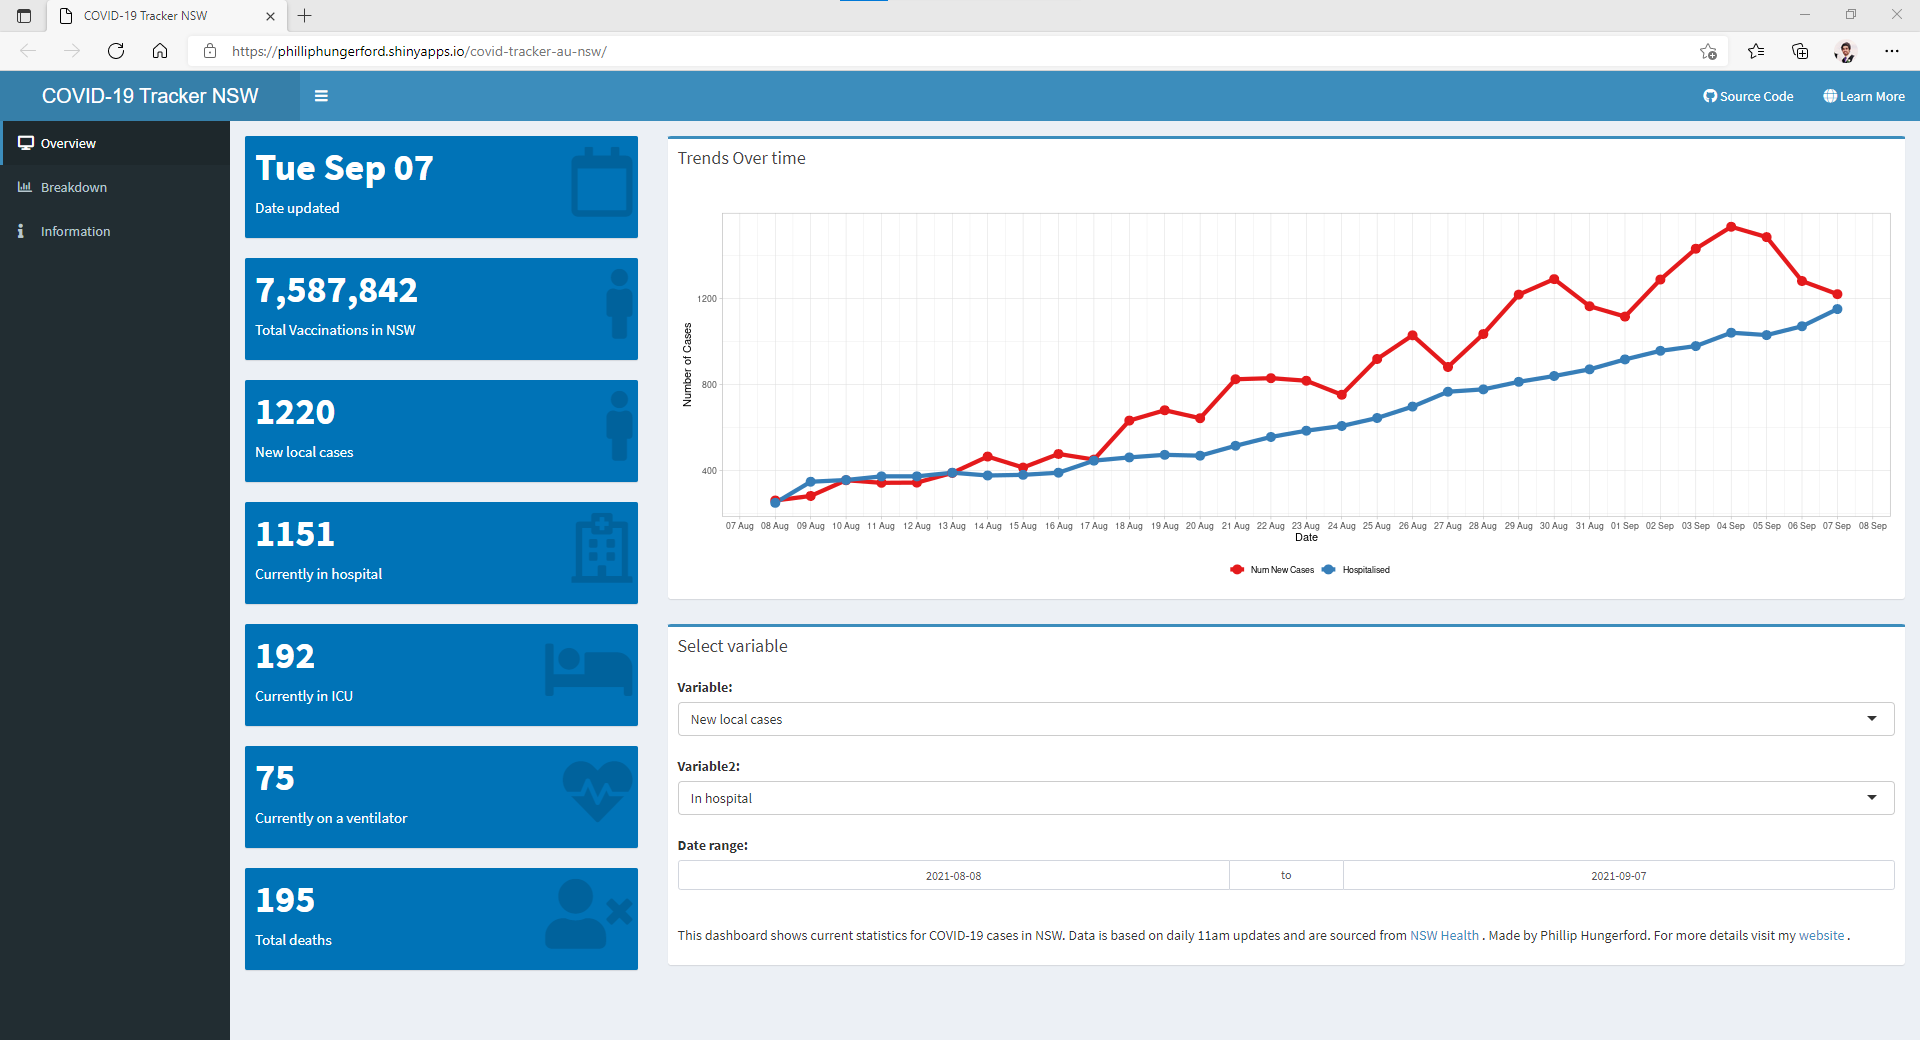 COVID-19 Tracker NSW
https://philliphungerford.shinyapps.io/covid-tracker-au-nsw/
COVID-19 Tracker NSW
Source Code
Learn More
Overview
Breakdown
Information
Tue Sep 07
Date updated
7,587,842
Total Vaccinations in NSW
1220
New local cases
1151
Currently in hospital
192
Currently in ICU
75
Currently on a ventilator
195
Total deaths
Trends Over time
Number of Cases
1200
800
400
07 Aug 08 Aug 09 Aug 10 Aug 11 Aug 12 Aug 13 Aug 14 Aug 15 Aug 16 Aug 17 Aug 18 Aug 19 Aug 20 Aug 21 Aug 22 Aug 23 Aug 24 Aug 25 Aug 26 Aug 27 Aug 28 Aug 29 Aug 30 Aug 31 Aug 01 Sep 02 Sep 03 Sep 04 Sep 05 Sep 06 Sep 07 Sep 08 Sep
Date
Num New Cases Hospitalised
Select variable
Variable:
New local cases
Variable2:
In hospital
Date range:
2021-08-08 to 2021-09-07
This dashboard shows current statistics for COVID-19 cases in NSW. Data is based on daily 11am updates and are sourced from NSW Health . Made by Phillip Hungerford. For more details visit my website .